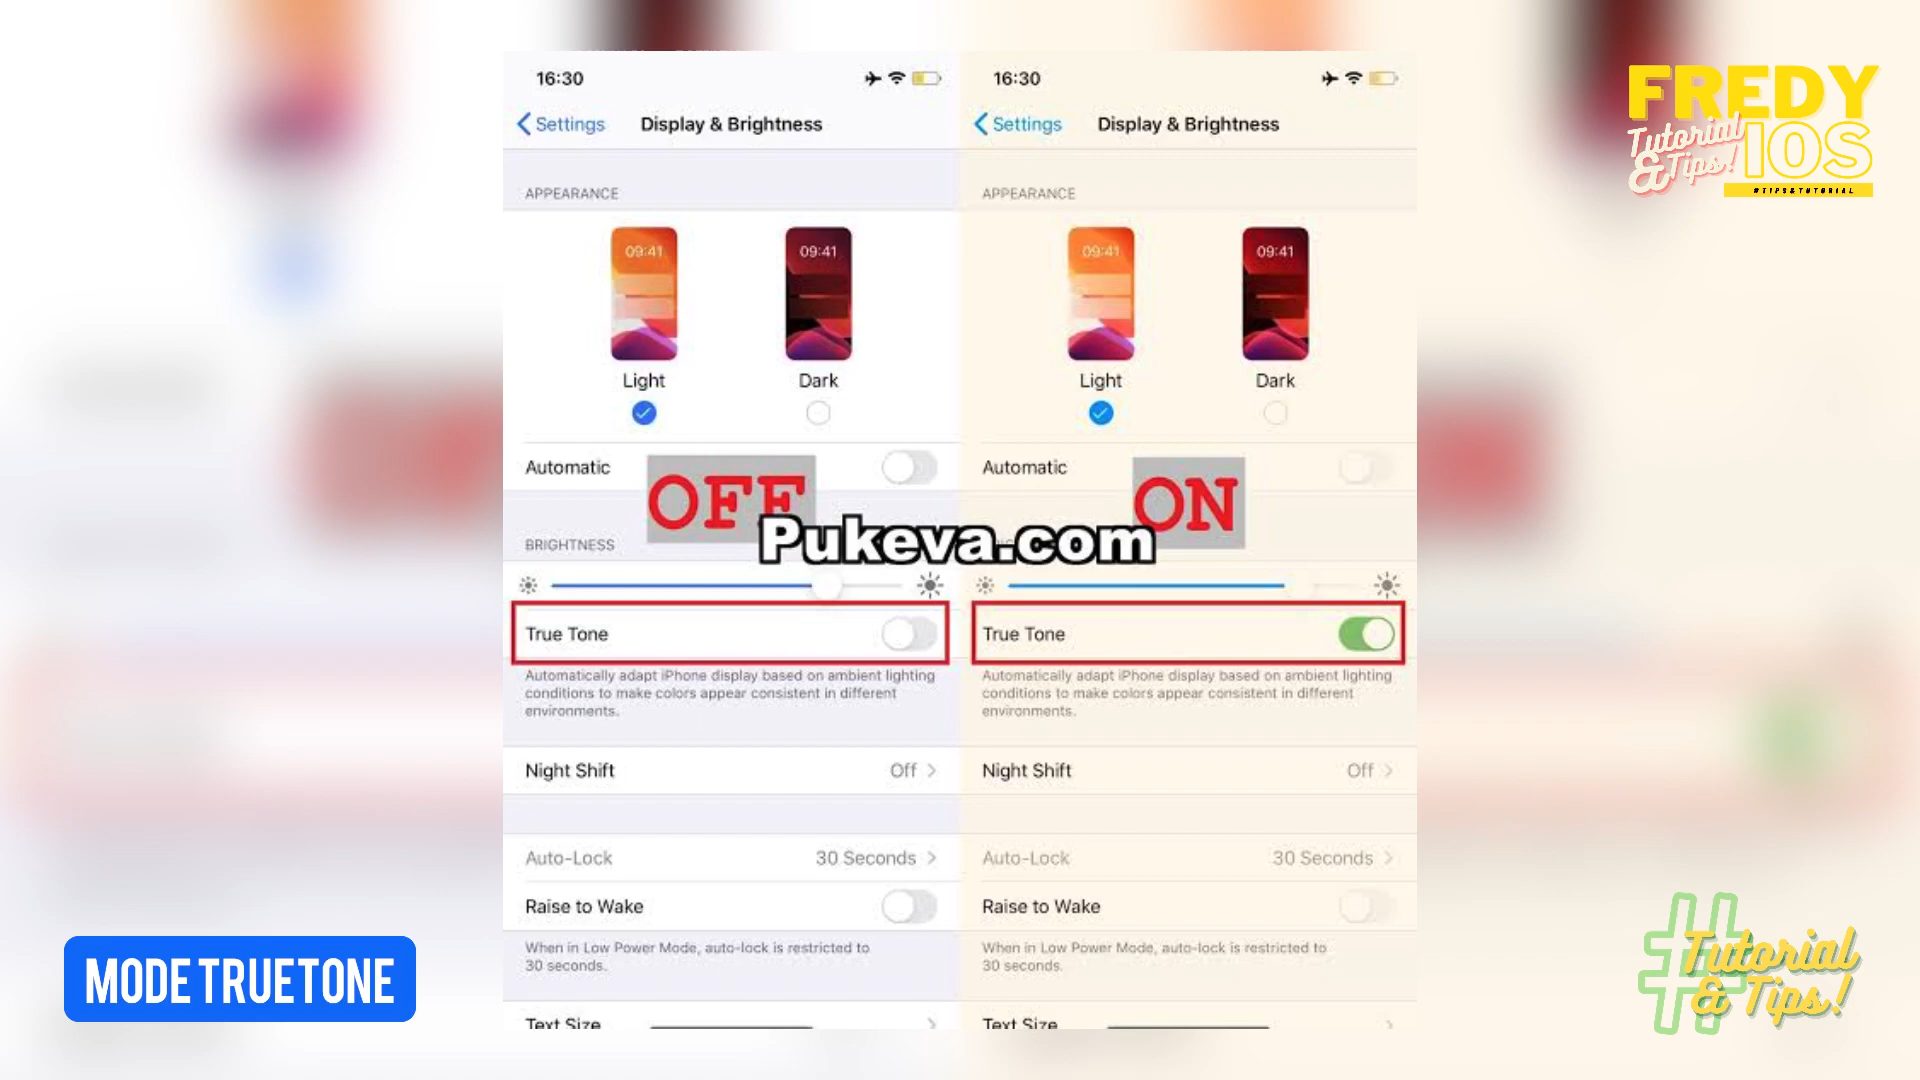 16:30
Settings
Display & Brightness
APPEARANCE
09:41
09:41
Light
Dark
Automatic
OFF
BRIGHTNESS
True Tone
Automatically adapt iPhone display based on ambient lighting
conditions to make colors appear consistent in different
environments.
Night Shift
Off
Auto-Lock
30 Seconds
Raise to Wake
When in Low Power Mode, auto-lock is restricted to
30 seconds.
Text Size
Pukeva.com
16:30
Settings
Display & Brightness
APPEARANCE
09:41
09:41
Light
Dark
Automatic
ON
True Tone
Automatically adapt iPhone display based on ambient lighting
conditions to make colors appear consistent in different
environments.
Night Shift
Off
Auto-Lock
30 Seconds
Raise to Wake
When in Low Power Mode, auto-lock is restricted to
30 seconds.
Text Size
FREDY
Tutorial
& Tips!
IOS
#TIPS&TUTORIAL
MODE TRUETONE
#Tutorial
& Tips!